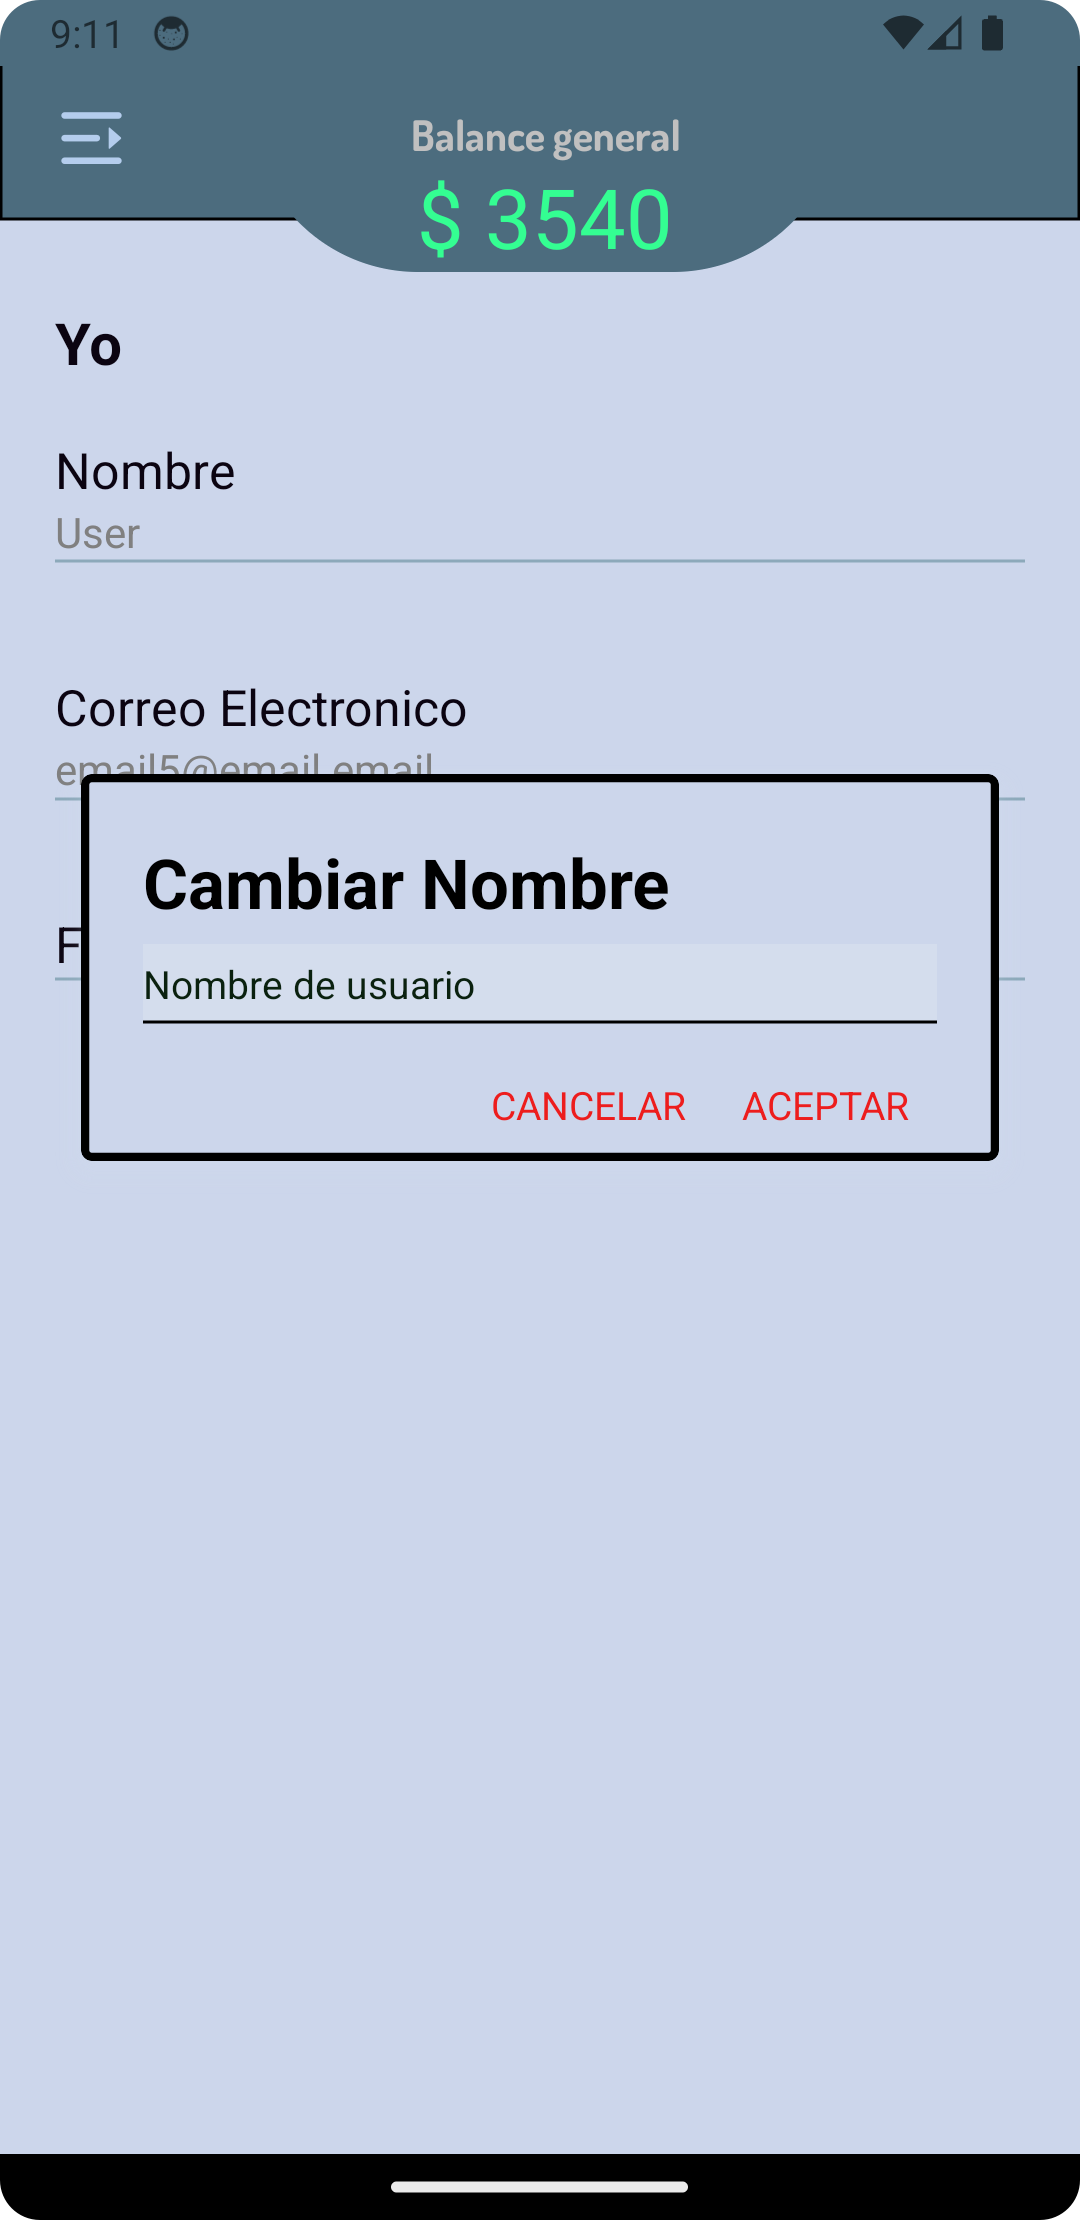 9:11
Balance general
$ 3540
Yo
Nombre
User
Correo Electronico
email5@email.email
Cambiar Nombre
Nombre de usuario
CANCELAR ACEPTAR